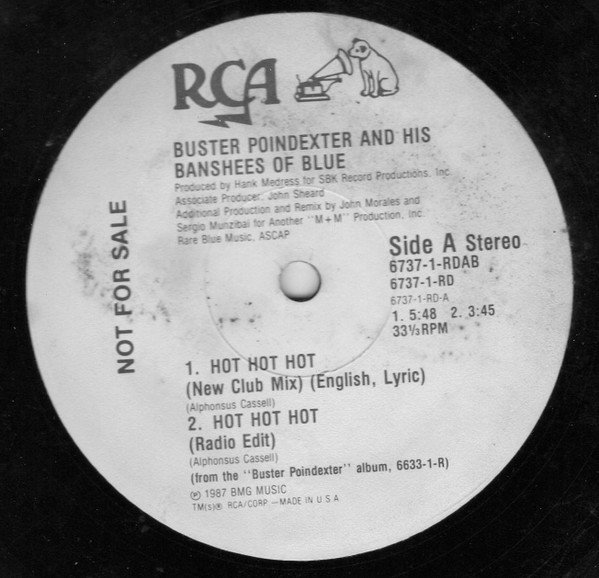 RCA
BUSTER POINDEXTER AND HIS
BANSHEES OF BLUE
Produced by Hank Medress for SBK Record Productions, Inc.
Associate Producer: John Sheard
Additional Production and Remix by John Morales and
Sergio Munzibai for Another "M+M" Production, Inc.
Rare Blue Music, ASCAP
NOT FOR SALE
Side A Stereo
6737-1-RDAB
6737-1-RD
6737-1-RD-A
1. 5:48 2. 3:45
33⅓RPM
1. HOT HOT HOT
(New Club Mix) (English, Lyric)
(Alphonsus Cassell)
2. HOT HOT HOT
(Radio Edit)
(Alphonsus Cassell)
(from the "Buster Poindexter" album, 6633-1-R)
℗ 1987 BMG MUSIC
TM(s)® RCA/CORP —MADE IN U S A